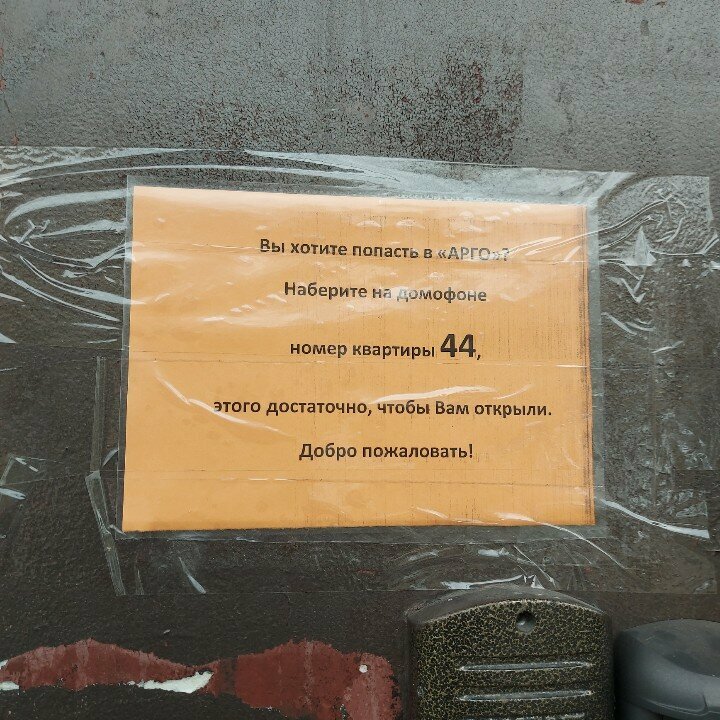 Вы хотите попасть в «АРГО»?
Наберите на домофоне
номер квартиры 44,
этого достаточно, чтобы Вам открыли.
Добро пожаловать!